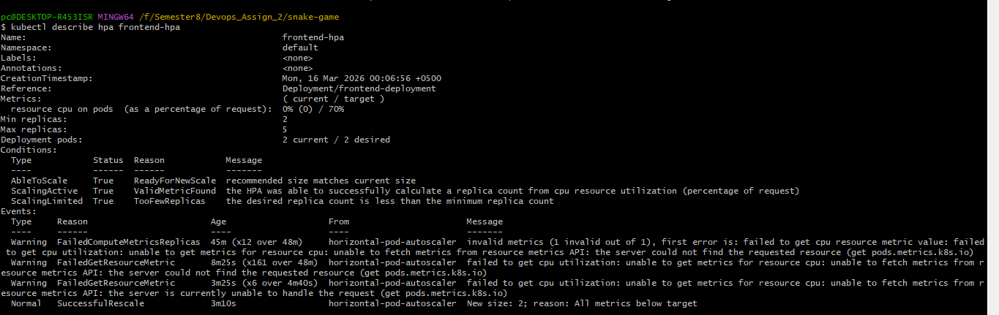 pc@DESKTOP-R453ISR MINGW64 /f/Semester8/Devops_Assign_2/snake-game
$ kubectl describe hpa frontend-hpa
Name: frontend-hpa
Namespace: default
Labels: <none>
Annotations: <none>
CreationTimestamp: Mon, 16 Mar 2026 00:06:56 +0500
Reference: Deployment/frontend-deployment
Metrics: ( current / target )
  resource cpu on pods  (as a percentage of request): 0% (0) / 70%
Min replicas: 2
Max replicas: 5
Deployment pods: 2 current / 2 desired
Conditions:
  Type            Status  Reason            Message
  ----            ------  ------            -------
  AbleToScale     True    ReadyForNewScale  recommended size matches current size
  ScalingActive   True    ValidMetricFound  the HPA was able to successfully calculate a replica count from cpu resource utilization (percentage of request)
  ScalingLimited  True    TooFewReplicas    the desired replica count is less than the minimum replica count
Events:
  Type     Reason                        Age                    From                       Message
  ----     ------                        ----                   ----                       -------
  Warning  FailedComputeMetricsReplicas  45m (x12 over 48m)     horizontal-pod-autoscaler  invalid metrics (1 invalid out of 1), first error is: failed to get cpu resource metric value: failed
 to get cpu utilization: unable to get metrics for resource cpu: unable to fetch metrics from resource metrics API: the server could not find the requested resource (get pods.metrics.k8s.io)
  Warning  FailedGetResourceMetric       8m25s (x161 over 48m)  horizontal-pod-autoscaler  failed to get cpu utilization: unable to get metrics for resource cpu: unable to fetch metrics from r
esource metrics API: the server could not find the requested resource (get pods.metrics.k8s.io)
  Warning  FailedGetResourceMetric       3m25s (x6 over 4m40s)  horizontal-pod-autoscaler  failed to get cpu utilization: unable to get metrics for resource cpu: unable to fetch metrics from r
esource metrics API: the server is currently unable to handle the request (get pods.metrics.k8s.io)
  Normal   SuccessfulRescale             3m10s                  horizontal-pod-autoscaler  New size: 2; reason: All metrics below target